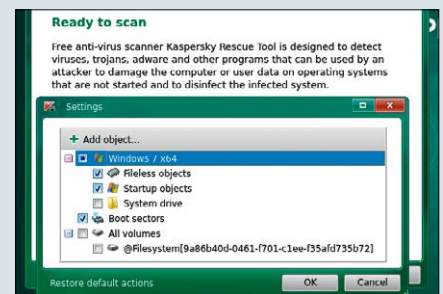 Ready to scan
Free anti-virus scanner Kaspersky Rescue Tool is designed to detect
viruses, trojans, adware and other programs that can be used by an
attacker to damage the computer or user data on operating systems
that are not started and to disinfect the infected system.
Settings
Add object...
Windows 7 x64
Fileless objects
Startup objects
System drive
Boot sectors
All volumes
@Filesystem[9a86b40d-0461-f701-c1ee-f35afd735b72]
Restore default actions
OK
Cancel